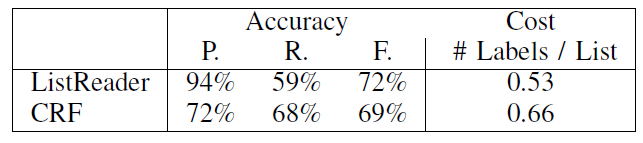 Accuracy Cost
P. R. F. # Labels / List
ListReader 94% 59% 72% 0.53
CRF 72% 68% 69% 0.66